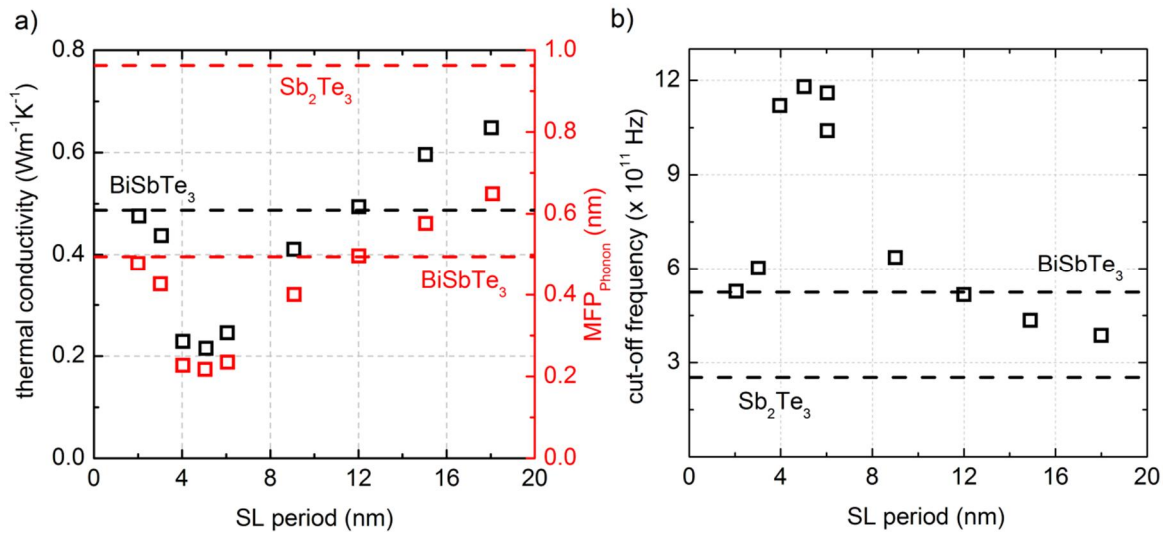 a)
thermal conductivity (Wm⁻¹K⁻¹)
0.8
0.6
0.4
0.2
0.0
Sb₂Te₃
BiSbTe₃
BiSbTe₃
1.0
0.8
0.6
0.4
0.2
0.0
MFP_Phonon (nm)
0 4 8 12 16 20
SL period (nm)
b)
cut-off frequency (x 10¹¹ Hz)
12
9
6
3
BiSbTe₃
Sb₂Te₃
0 4 8 12 16 20
SL period (nm)